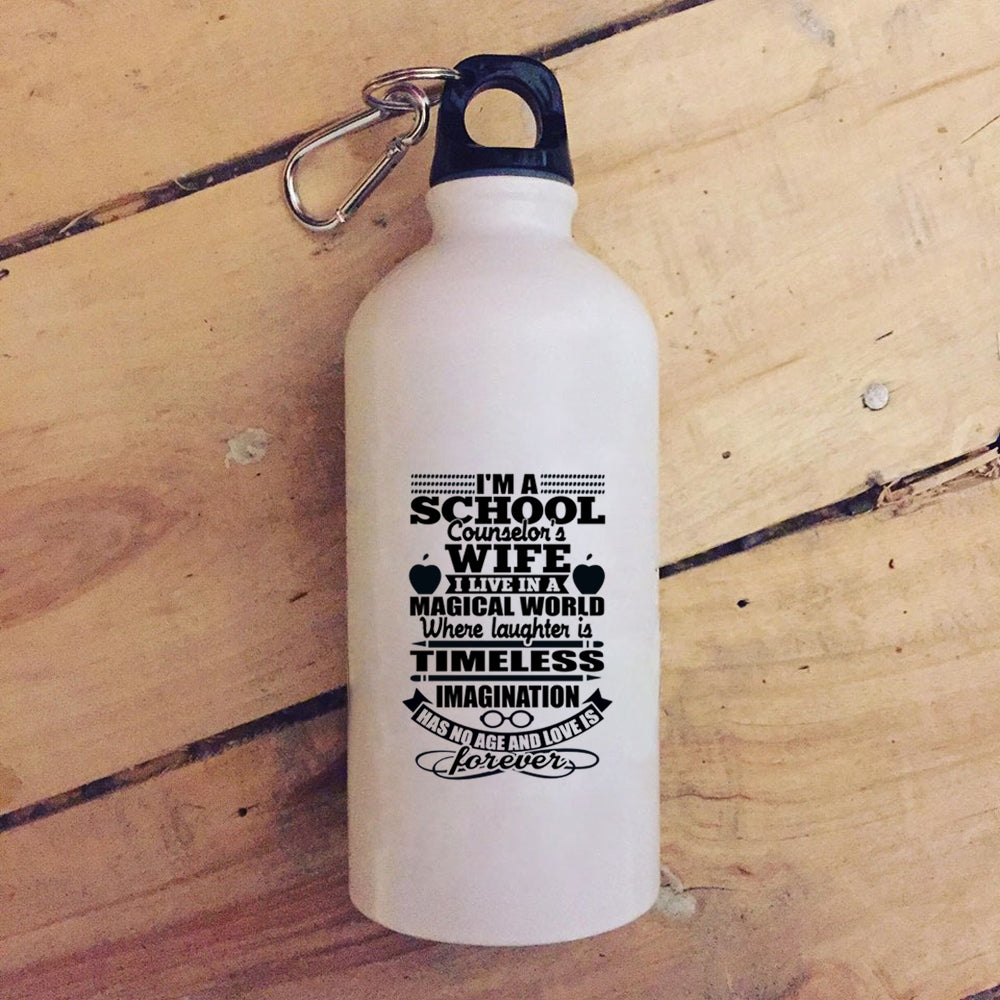 I'M A
SCHOOL
Counselor's
WIFE
I LIVE IN A
MAGICAL WORLD
Where laughter is
TIMELESS
IMAGINATION
HAS NO AGE AND LOVE IS
forever